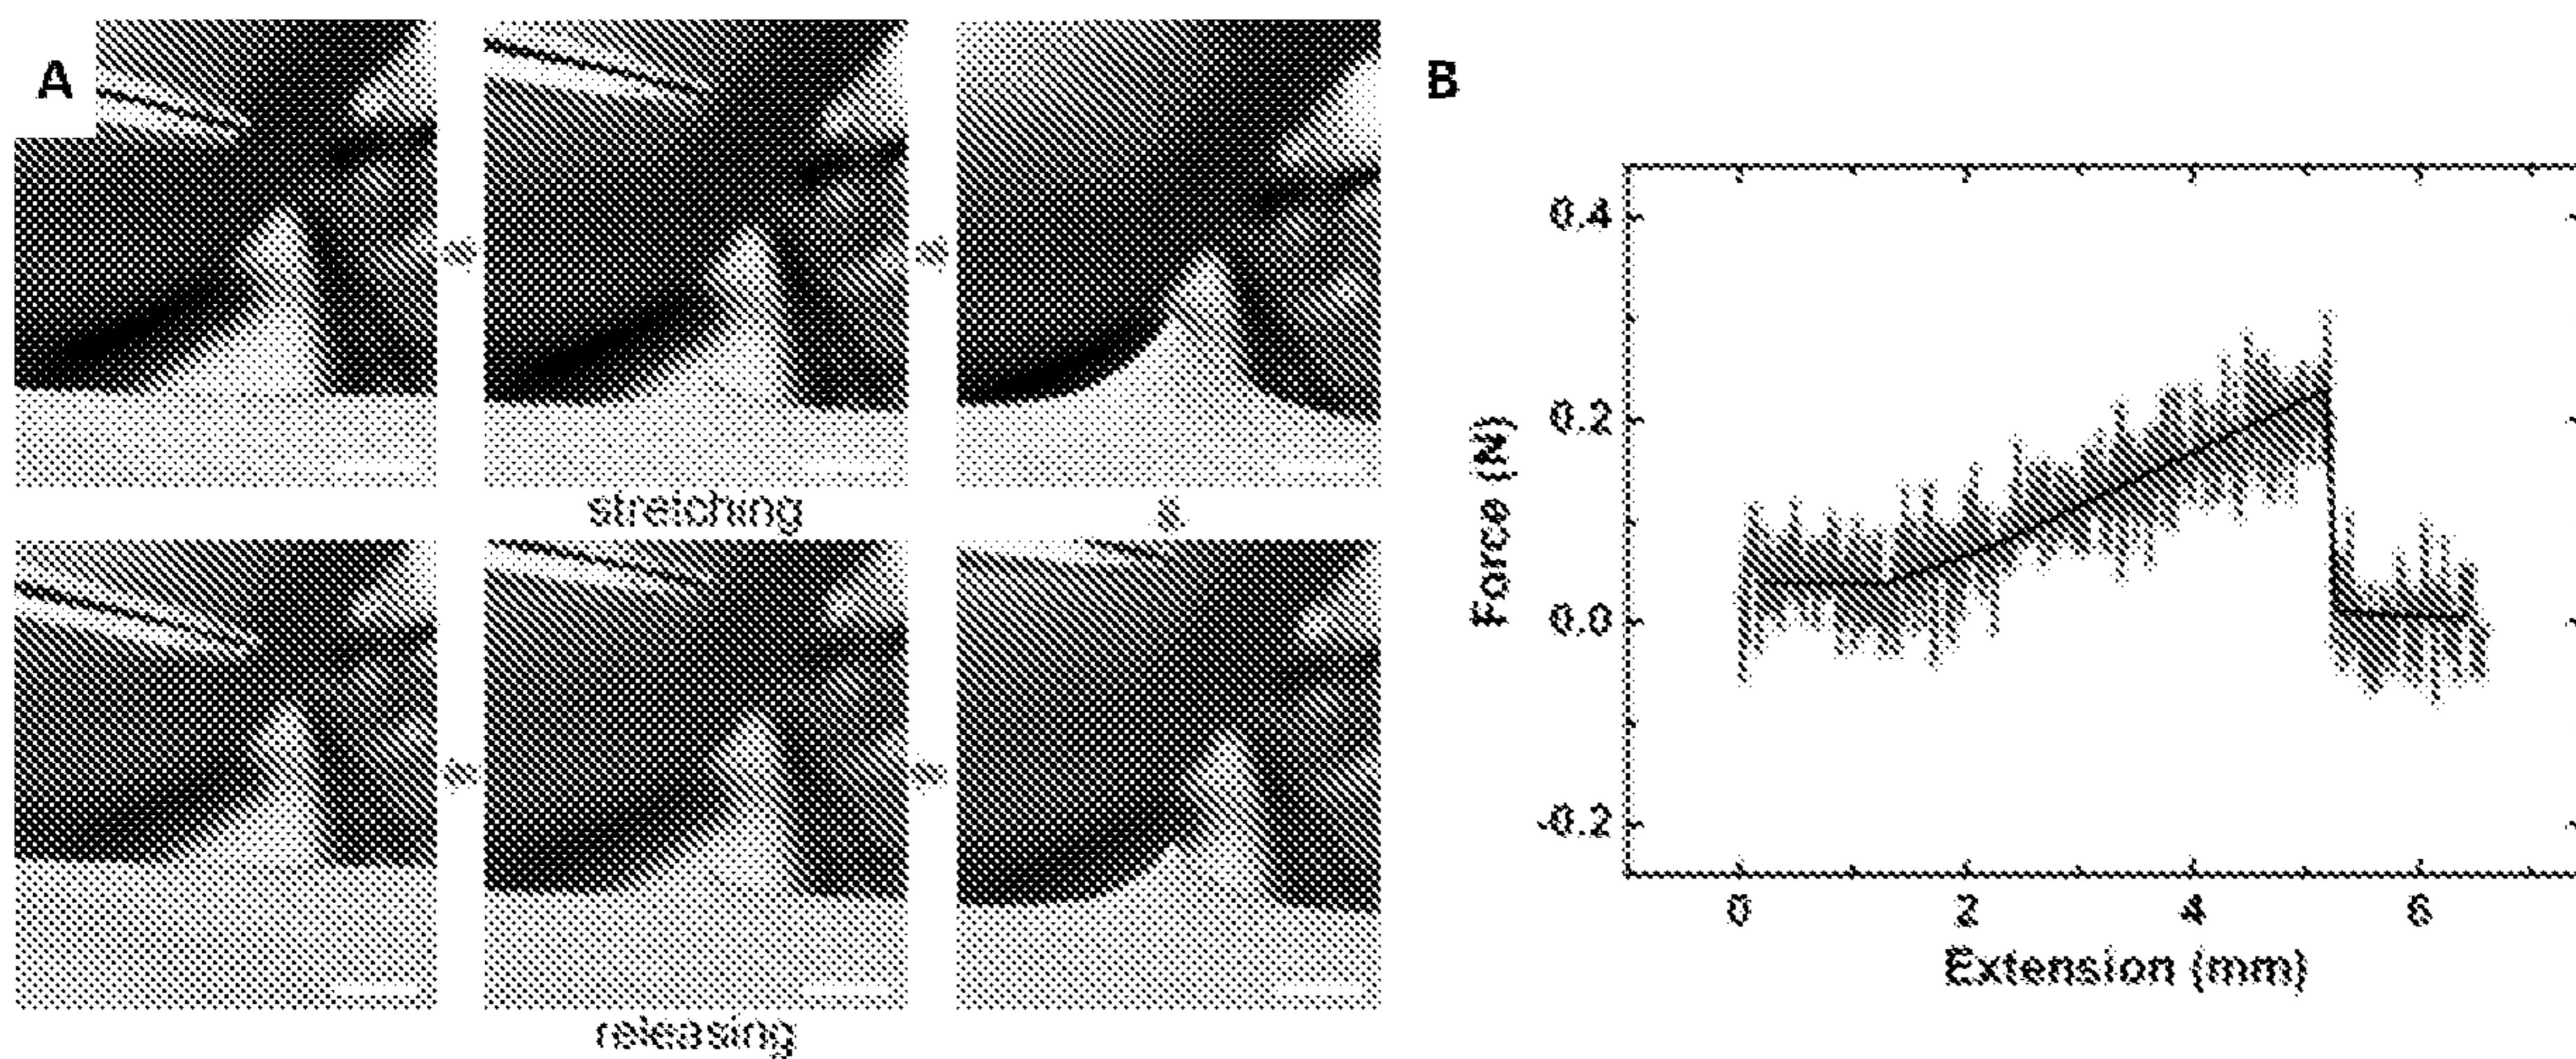 A
B
stretching
releasing
0.4
0.2
0.0
-0.2
Force (N)
0
2
4
6
Extension (mm)